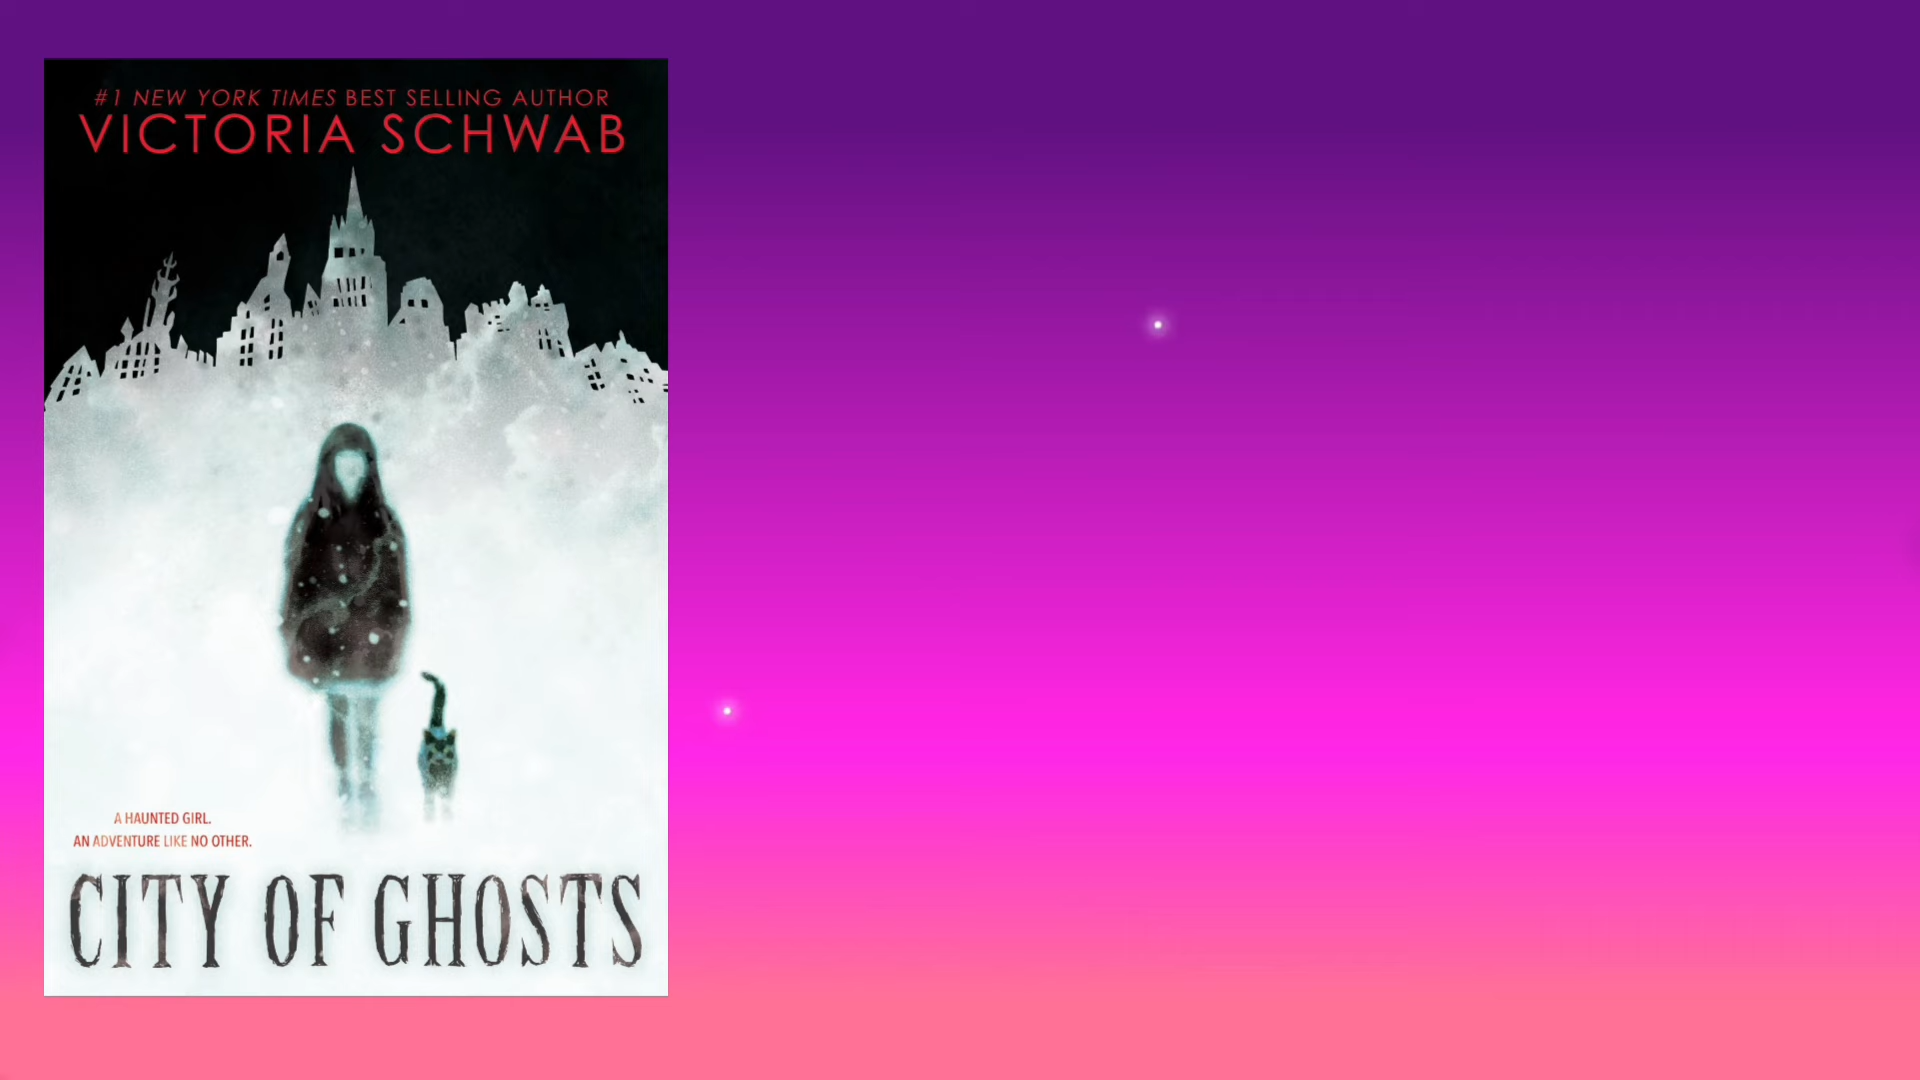 #1 NEW YORK TIMES BEST SELLING AUTHOR
VICTORIA SCHWAB
A HAUNTED GIRL.
AN ADVENTURE LIKE NO OTHER.
CITY OF GHOSTS